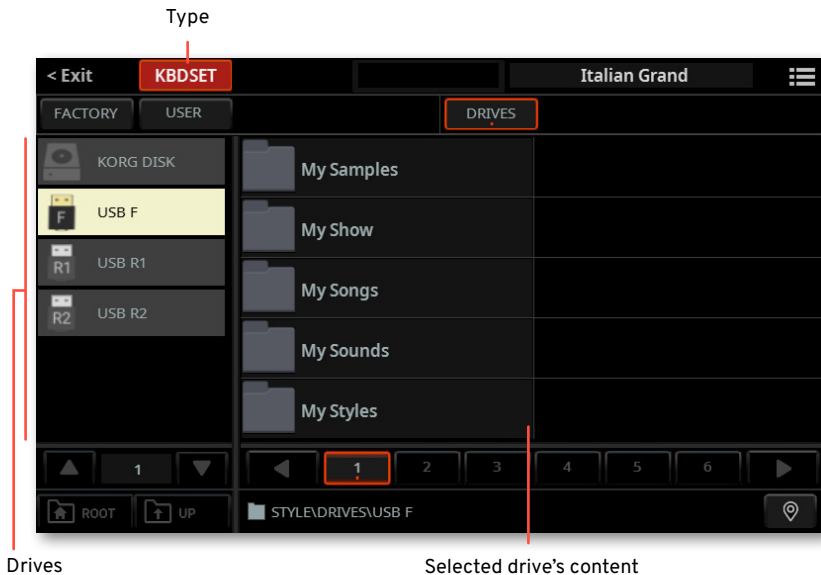 Type
< Exit KBDSET Italian Grand
FACTORY USER DRIVES
KORG DISK
F USB F
R1 USB R1
R2 USB R2
My Samples
My Show
My Songs
My Sounds
My Styles
1 1 2 3 4 5 6
ROOT UP STYLE\DRIVES\USB F
Drives Selected drive's content